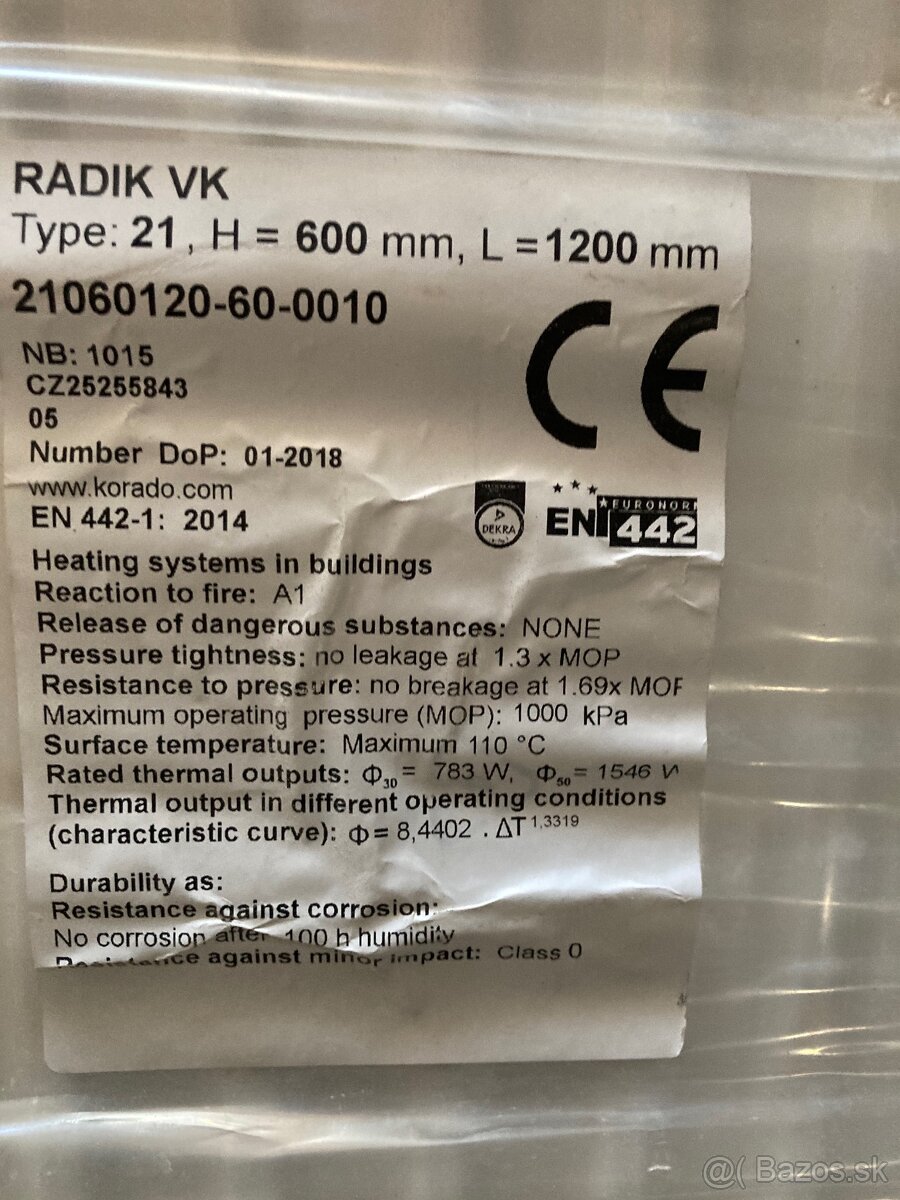 RADIK VK
Type: 21, H = 600 mm, L = 1200 mm
21060120-60-0010
CE
NB: 1015
CZ25255843
05
Number DoP: 01-2018
www.korado.com
EN 442-1: 2014
DEKRA
EURONOR
EN 442
Heating systems in buildings
Reaction to fire: A1
Release of dangerous substances: NONE
Pressure tightness: no leakage at 1.3 x MOP
Resistance to pressure: no breakage at 1.69x MOP
Maximum operating pressure (MOP): 1000 kPa
Surface temperature: Maximum 110 °C
Rated thermal outputs: Φ30 = 783 W, Φ50 = 1546 W
Thermal output in different operating conditions
(characteristic curve): Φ = 8,4402 . ΔT 1,3319
Durability as:
Resistance against corrosion:
No corrosion after 100 h humidity
Resistance against minor impact: Class 0
@( Bazos.sk